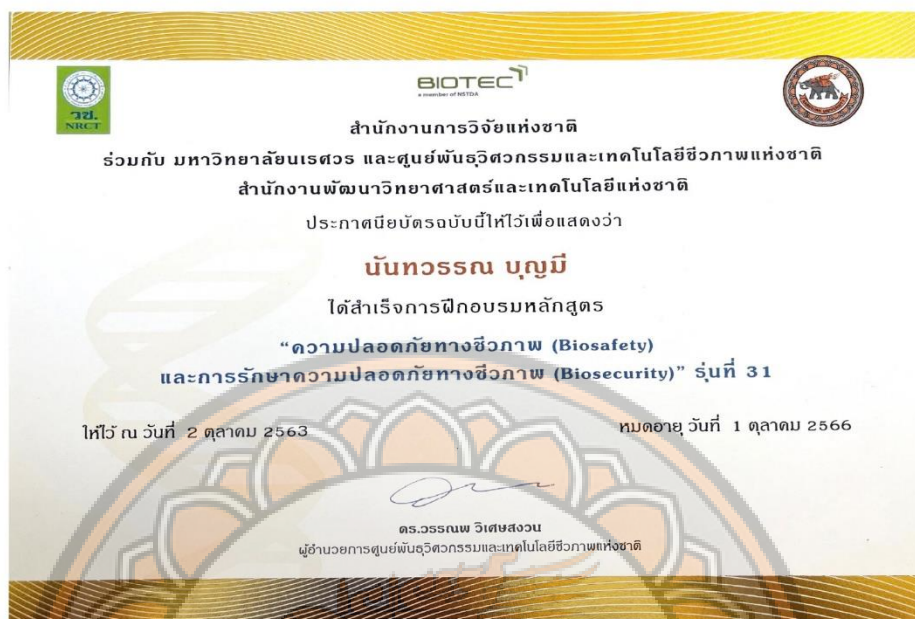 วช.
NRCT
BIOTEC
a member of NSTDA
สำนักงานการวิจัยแห่งชาติ
ร่วมกับ มหาวิทยาลัยนเรศวร และศูนย์พันธุวิศวกรรมและเทคโนโลยีชีวภาพแห่งชาติ
สำนักงานพัฒนาวิทยาศาสตร์และเทคโนโลยีแห่งชาติ
ประกาศนียบัตรฉบับนี้ให้ไว้เพื่อแสดงว่า
นันทวรรณ บุญมี
ได้สำเร็จการฝึกอบรมหลักสูตร
“ความปลอดภัยทางชีวภาพ (Biosafety)
และการรักษาความปลอดภัยทางชีวภาพ (Biosecurity)” รุ่นที่ 31
ให้ไว้ ณ วันที่ 2 ตุลาคม 2563
หมดอายุ วันที่ 1 ตุลาคม 2566
ดร.วรรณพ วิเศษสงวน
ผู้อำนวยการศูนย์พันธุวิศวกรรมและเทคโนโลยีชีวภาพแห่งชาติ